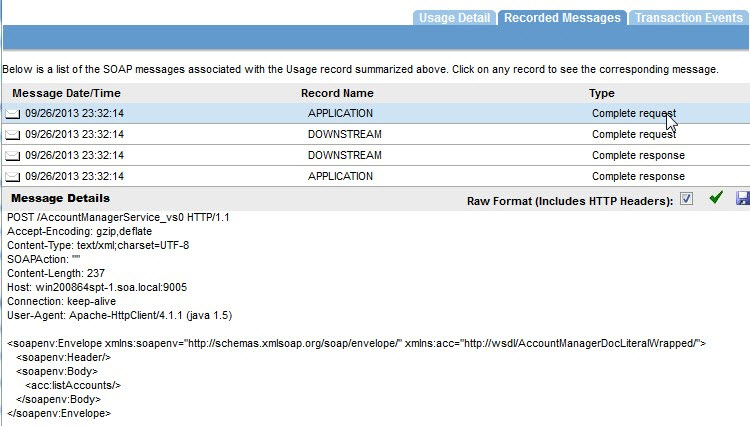 Usage Detail Recorded Messages Transaction Events
Below is a list of the SOAP messages associated with the Usage record summarized above. Click on any record to see the corresponding message.
Message Date/Time Record Name Type
09/26/2013 23:32:14 APPLICATION Complete request
09/26/2013 23:32:14 DOWNSTREAM Complete request
09/26/2013 23:32:14 DOWNSTREAM Complete response
09/26/2013 23:32:14 APPLICATION Complete response
Message Details Raw Format (Includes HTTP Headers):
POST /AccountManagerService_vs0 HTTP/1.1
Accept-Encoding: gzip,deflate
Content-Type: text/xml;charset=UTF-8
SOAPAction: ""
Content-Length: 237
Host: win200864spt-1.soa.local:9005
Connection: keep-alive
User-Agent: Apache-HttpClient/4.1.1 (java 1.5)
<soapenv:Envelope xmlns:soapenv="http://schemas.xmlsoap.org/soap/envelope/" xmlns:acc="http://wsdl/AccountManagerDocLiteralWrapped/">
<soapenv:Header/>
<soapenv:Body>
<acc:listAccounts/>
</soapenv:Body>
</soapenv:Envelope>